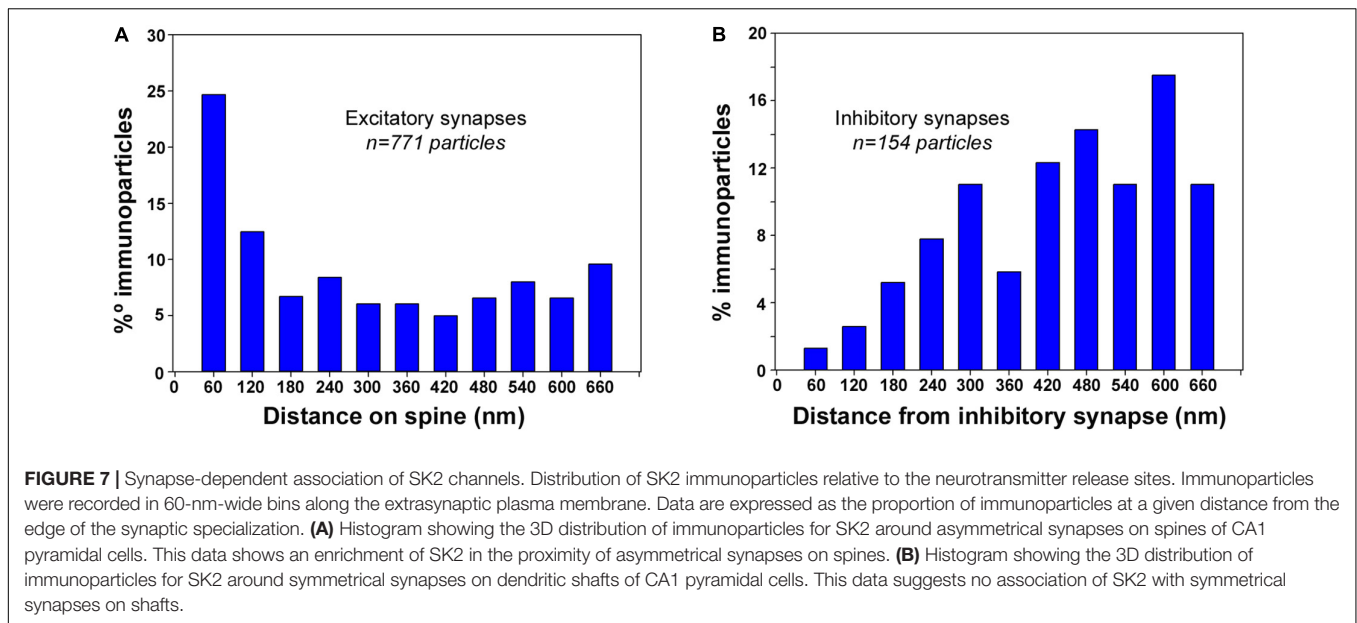 A
30
25
20
15
10
5
0
%º immunoparticles
Excitatory synapses
n=771 particles
0 60 120 180 240 300 360 420 480 540 600 660
Distance on spine (nm)
B
20
16
12
8
4
0
% immunoparticles
Inhibitory synapses
n=154 particles
0 60 120 180 240 300 360 420 480 540 600 660
Distance from inhibitory synapse (nm)
FIGURE 7 | Synapse-dependent association of SK2 channels. Distribution of SK2 immunoparticles relative to the neurotransmitter release sites. Immunoparticles
were recorded in 60-nm-wide bins along the extrasynaptic plasma membrane. Data are expressed as the proportion of immunoparticles at a given distance from the
edge of the synaptic specialization. (A) Histogram showing the 3D distribution of immunoparticles for SK2 around asymmetrical synapses on spines of CA1
pyramidal cells. This data shows an enrichment of SK2 in the proximity of asymmetrical synapses on spines. (B) Histogram showing the 3D distribution of
immunoparticles for SK2 around symmetrical synapses on dendritic shafts of CA1 pyramidal cells. This data suggests no association of SK2 with symmetrical
synapses on shafts.